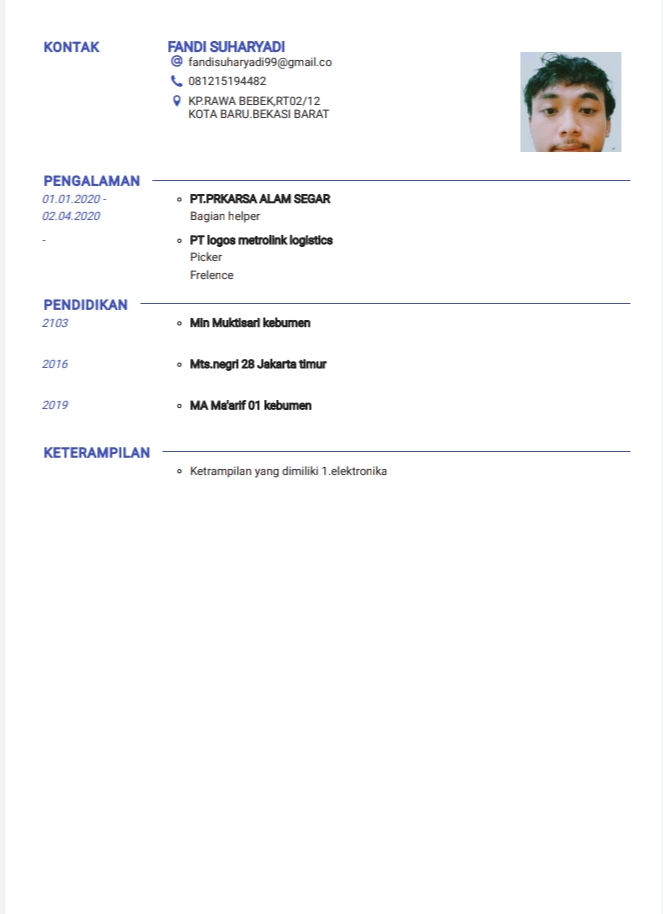 KONTAK
FANDI SUHARYADI
fandisuharyadi99@gmail.co
081215194482
KP.RAWA BEBEK,RT02/12
KOTA BARU.BEKASI BARAT
PENGALAMAN
01.01.2020 -
02.04.2020
PT.PRKARSA ALAM SEGAR
Bagian helper
-
PT logos metrolink logistics
Picker
Frelence
PENDIDIKAN
2103
Min Muktisari kebumen
2016
Mts.negri 28 Jakarta timur
2019
MA Ma'arif 01 kebumen
KETERAMPILAN
Ketrampilan yang dimiliki 1.elektronika